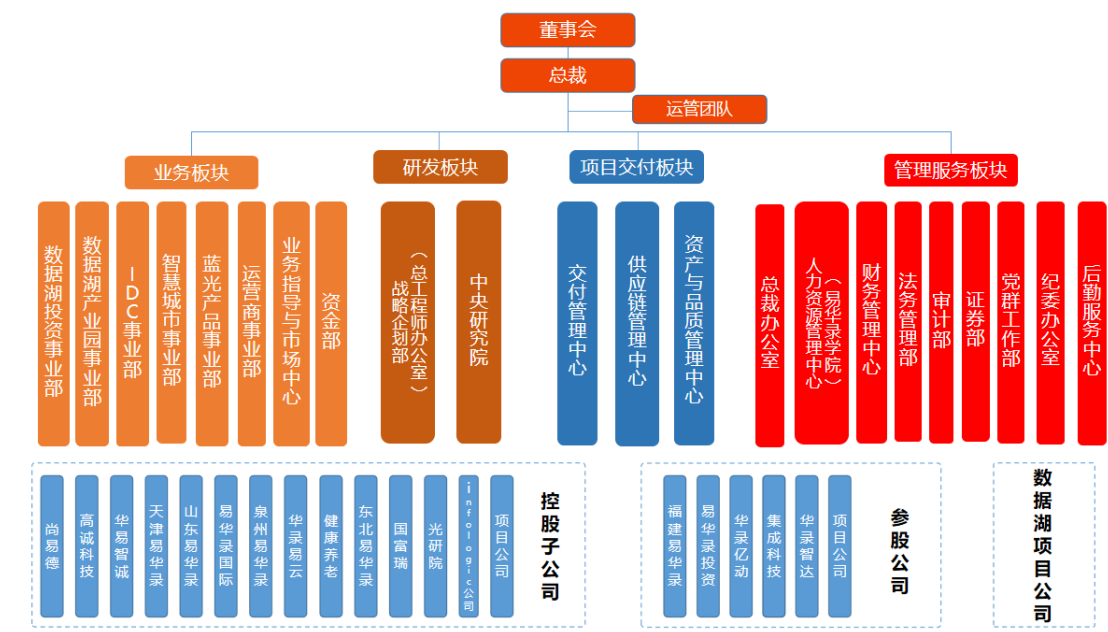 董事会
总裁
运管团队
业务板块
研发板块
项目交付板块
管理服务板块
数据湖投资事业部
数据湖产业园事业部
IDC事业部
智慧城市事业部
蓝光产品事业部
运营商事业部
业务指导与市场中心
资金部
战略企划部
（总工程师办公室）
中央研究院
交付管理中心
供应链管理中心
资产与品质管理中心
总裁办公室
人力资源管理中心
（易华录学院）
财务管理中心
法务管理部
审计部
证券部
党群工作部
纪委办公室
后勤服务中心
尚易德
高诚科技
华易智诚
天津易华录
山东易华录
易华录国际
泉州易华录
华录易云
健康养老
东北易华录
国富瑞
光研院
infologic公司
项目公司
控股子公司
福建易华录
易华录投资
华录亿动
集成科技
华录智达
项目公司
参股公司
数据湖项目公司